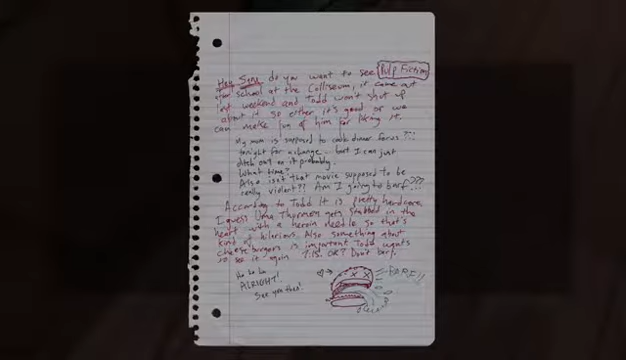 Hey Sam, do you want to see Pulp Fiction
after school at the Colliseum, it came out
last weekend and Todd won't shut up
about it so either it's good or we
can make fun of him for liking it.
My mom is supposed to cook dinner for us???
tonight for a change - but I can just
ditch out on it probably.
What time?
Also isn't that movie supposed to be
really violent?? Am I going to barf???
According to Todd it is pretty hardcore,
I guess Uma Thurman gets stabbed in the
heart with a heroin needle so that's
kind of hilarious. Also something about
cheeseburgers is important. Todd wants
to see it again. 7:15. OK? Don't barf.
Ha ha ha
ALRIGHT!
See you then!
BARF!!